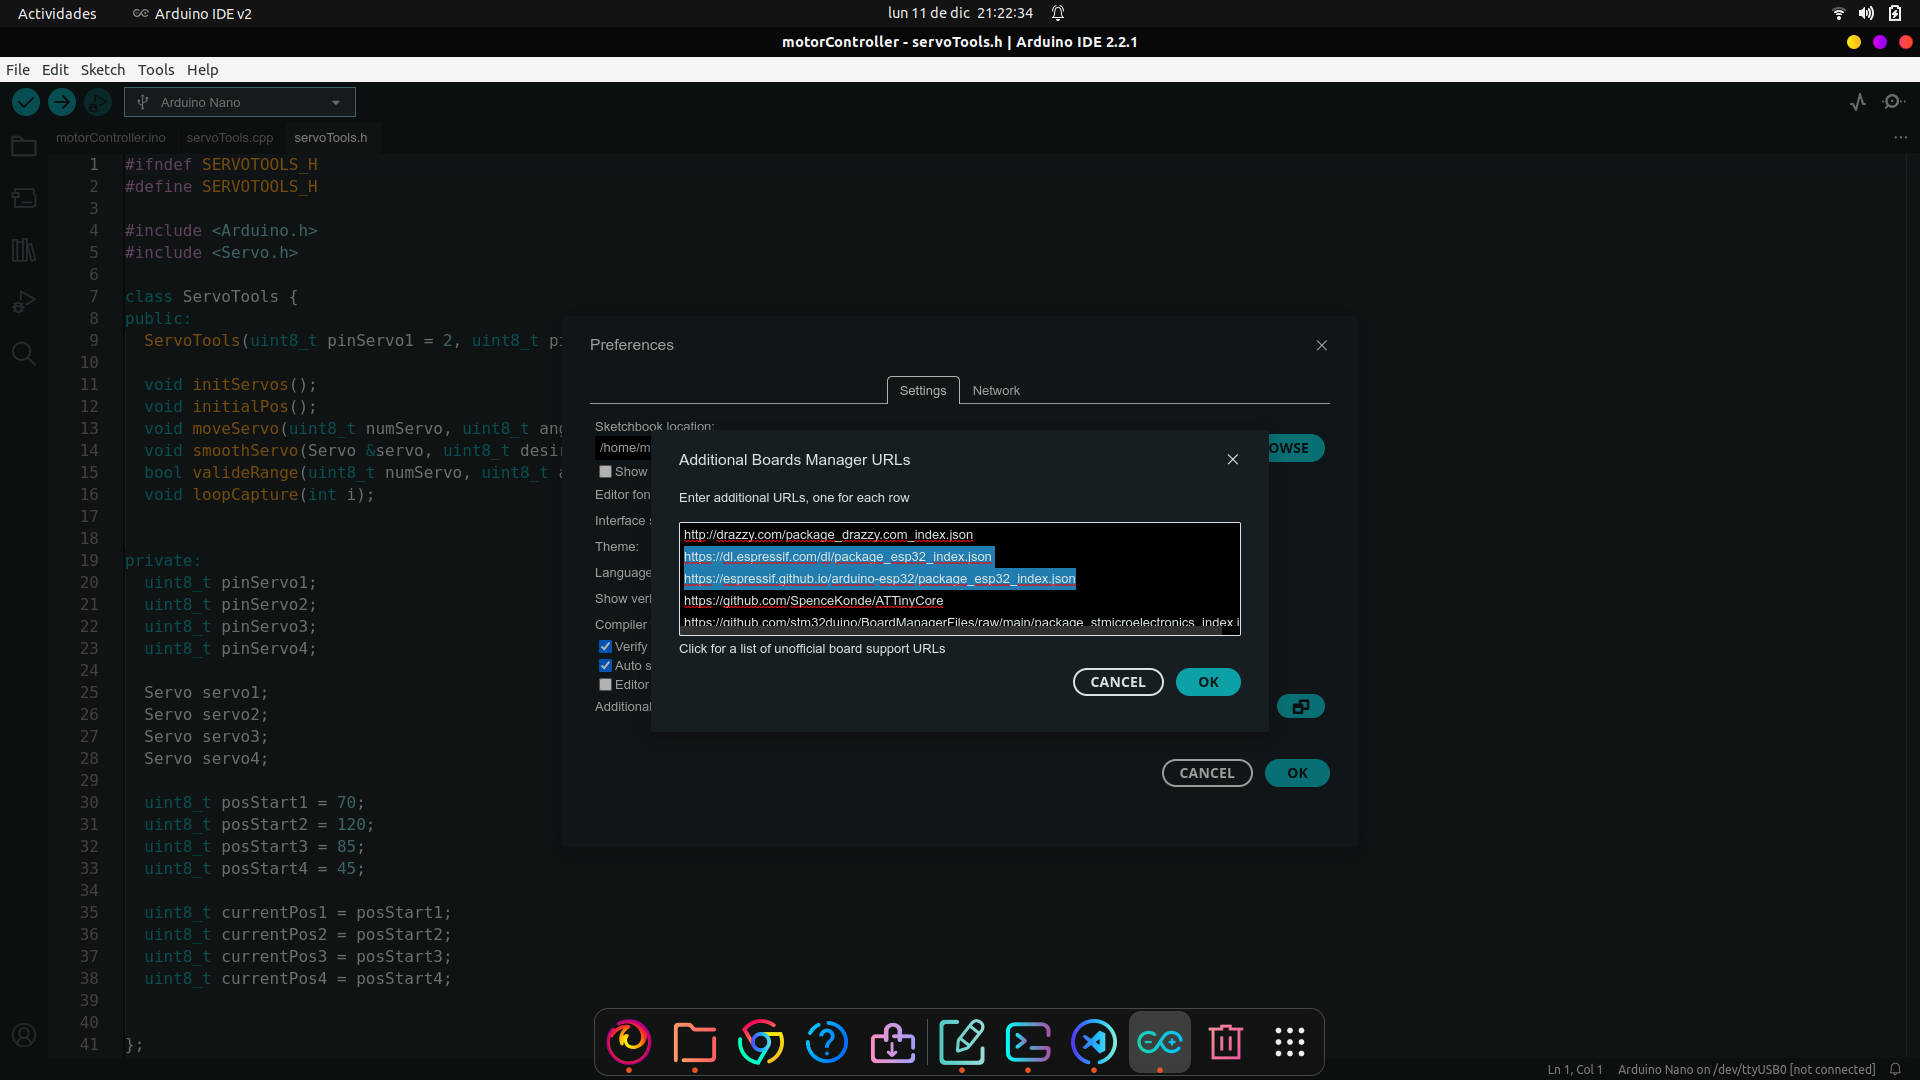 Actividades
Arduino IDE v2
lun 11 de dic 21:22:34
motorController - servoTools.h | Arduino IDE 2.2.1
File Edit Sketch Tools Help
Arduino Nano
motorController.ino servoTools.cpp servoTools.h
1 #ifndef SERVOTOOLS_H
2 #define SERVOTOOLS_H
3
4 #include <Arduino.h>
5 #include <Servo.h>
6
7 class ServoTools {
8 public:
9 ServoTools(uint8_t pinServo1 = 2, uint8_t pi
10
11 void initServos();
12 void initialPos();
13 void moveServo(uint8_t numServo, uint8_t ang
14 void smoothServo(Servo &servo, uint8_t desi
15 bool valideRange(uint8_t numServo, uint8_t a
16 void loopCapture(int i);
17
18
19 private:
20 uint8_t pinServo1;
21 uint8_t pinServo2;
22 uint8_t pinServo3;
23 uint8_t pinServo4;
24
25 Servo servo1;
26 Servo servo2;
27 Servo servo3;
28 Servo servo4;
29
30 uint8_t posStart1 = 70;
31 uint8_t posStart2 = 120;
32 uint8_t posStart3 = 85;
33 uint8_t posStart4 = 45;
34
35 uint8_t currentPos1 = posStart1;
36 uint8_t currentPos2 = posStart2;
37 uint8_t currentPos3 = posStart3;
38 uint8_t currentPos4 = posStart4;
39
40
41 };
Preferences
Settings Network
Sketchbook location:
/home/m
OWSE
Show
Editor fon
Interface s
Theme:
Language
Show ver
Compiler
Verify
Auto s
Editor
Additional
Additional Boards Manager URLs
Enter additional URLs, one for each row
http://drazzy.com/package_drazzy.com_index.json
https://dl.espressif.com/dl/package_esp32_index.json
https://espressif.github.io/arduino-esp32/package_esp32_index.json
https://github.com/SpenceKonde/ATTinyCore
https://github.com/stm32duino/BoardManagerFiles/raw/main/package_stmicroelectronics_index.j
Click for a list of unofficial board support URLs
CANCEL OK
CANCEL OK
Ln 1, Col 1 Arduino Nano on /dev/ttyUSB0 [not connected]